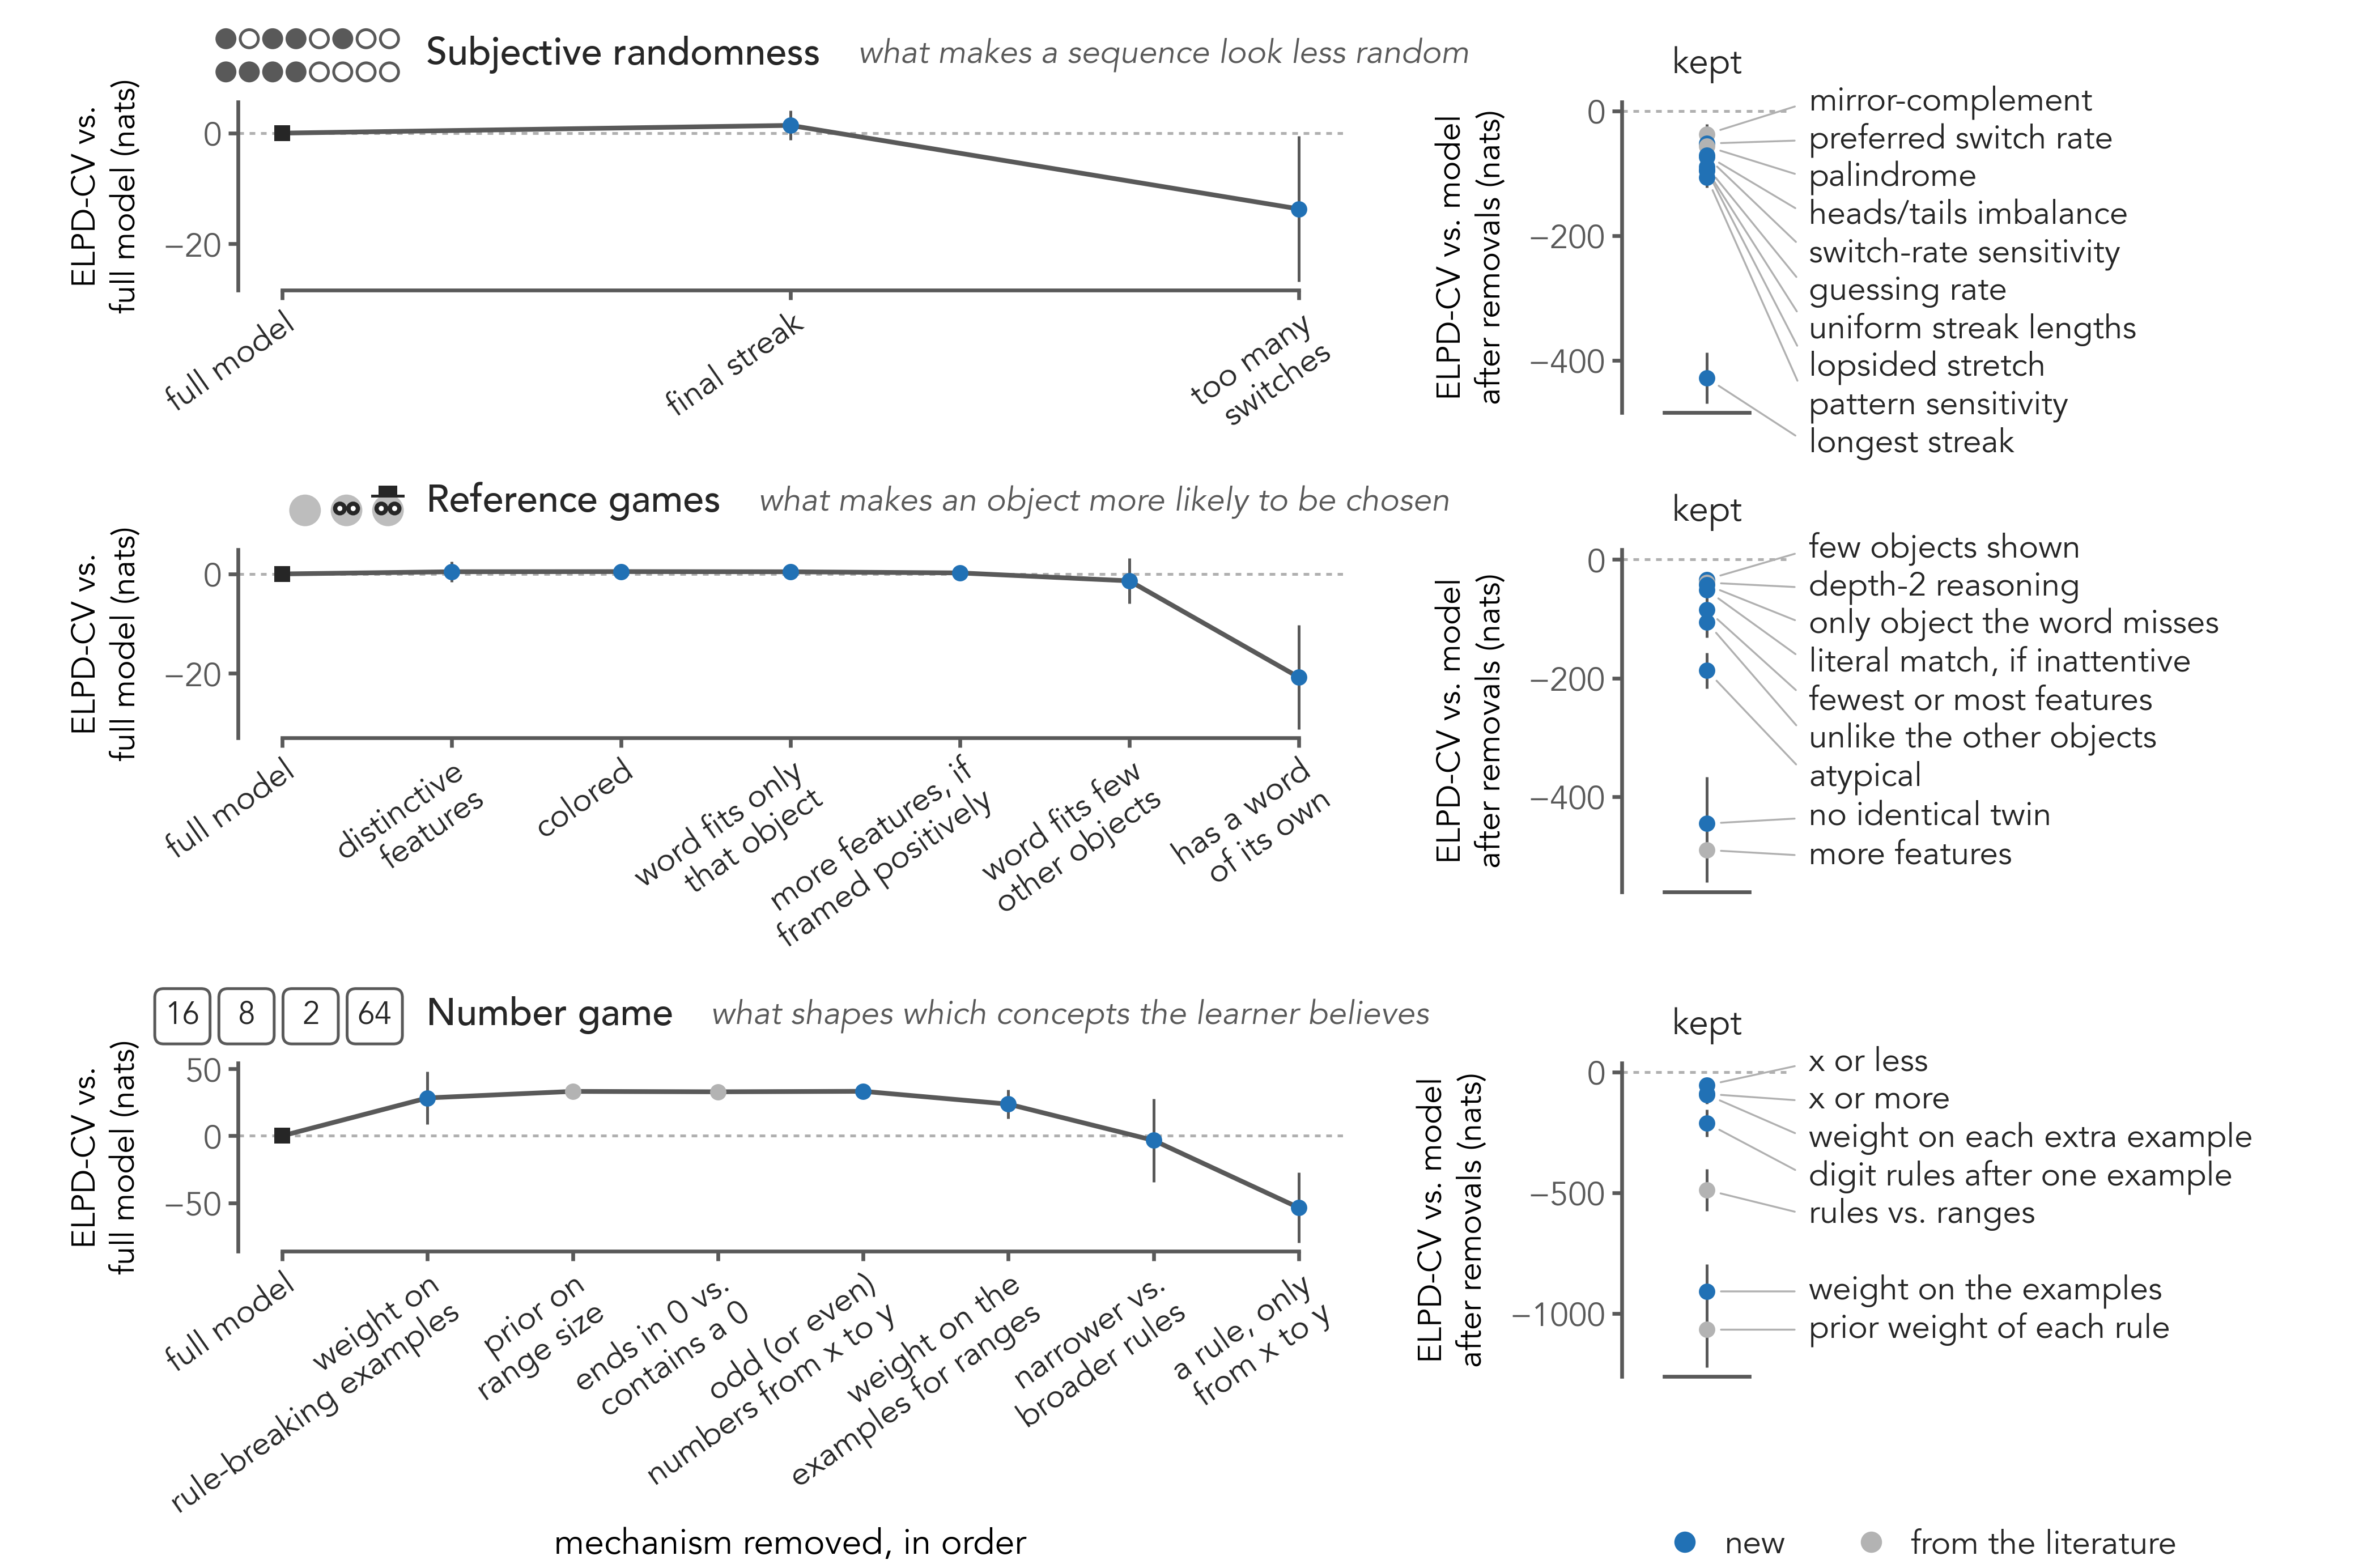 Subjective randomness what makes a sequence look less random
ELPD-CV vs.
full model (nats)
0
−20
full model
final streak
too many
switches
kept
ELPD-CV vs. model
after removals (nats)
0
−200
−400
mirror-complement
preferred switch rate
palindrome
heads/tails imbalance
switch-rate sensitivity
guessing rate
uniform streak lengths
lopsided stretch
pattern sensitivity
longest streak
Reference games what makes an object more likely to be chosen
ELPD-CV vs.
full model (nats)
0
−20
full model
distinctive
features
colored
word fits only
that object
more features, if
framed positively
word fits few
other objects
has a word
of its own
kept
ELPD-CV vs. model
after removals (nats)
0
−200
−400
few objects shown
depth-2 reasoning
only object the word misses
literal match, if inattentive
fewest or most features
unlike the other objects
atypical
no identical twin
more features
16 8 2 64 Number game what shapes which concepts the learner believes
ELPD-CV vs.
full model (nats)
50
0
−50
full model
weight on
rule-breaking examples
prior on
range size
ends in 0 vs.
contains a 0
odd (or even)
numbers from x to y
weight on the
examples for ranges
narrower vs.
broader rules
a rule, only
from x to y
mechanism removed, in order
kept
ELPD-CV vs. model
after removals (nats)
0
−500
−1000
x or less
x or more
weight on each extra example
digit rules after one example
rules vs. ranges
weight on the examples
prior weight of each rule
new
from the literature